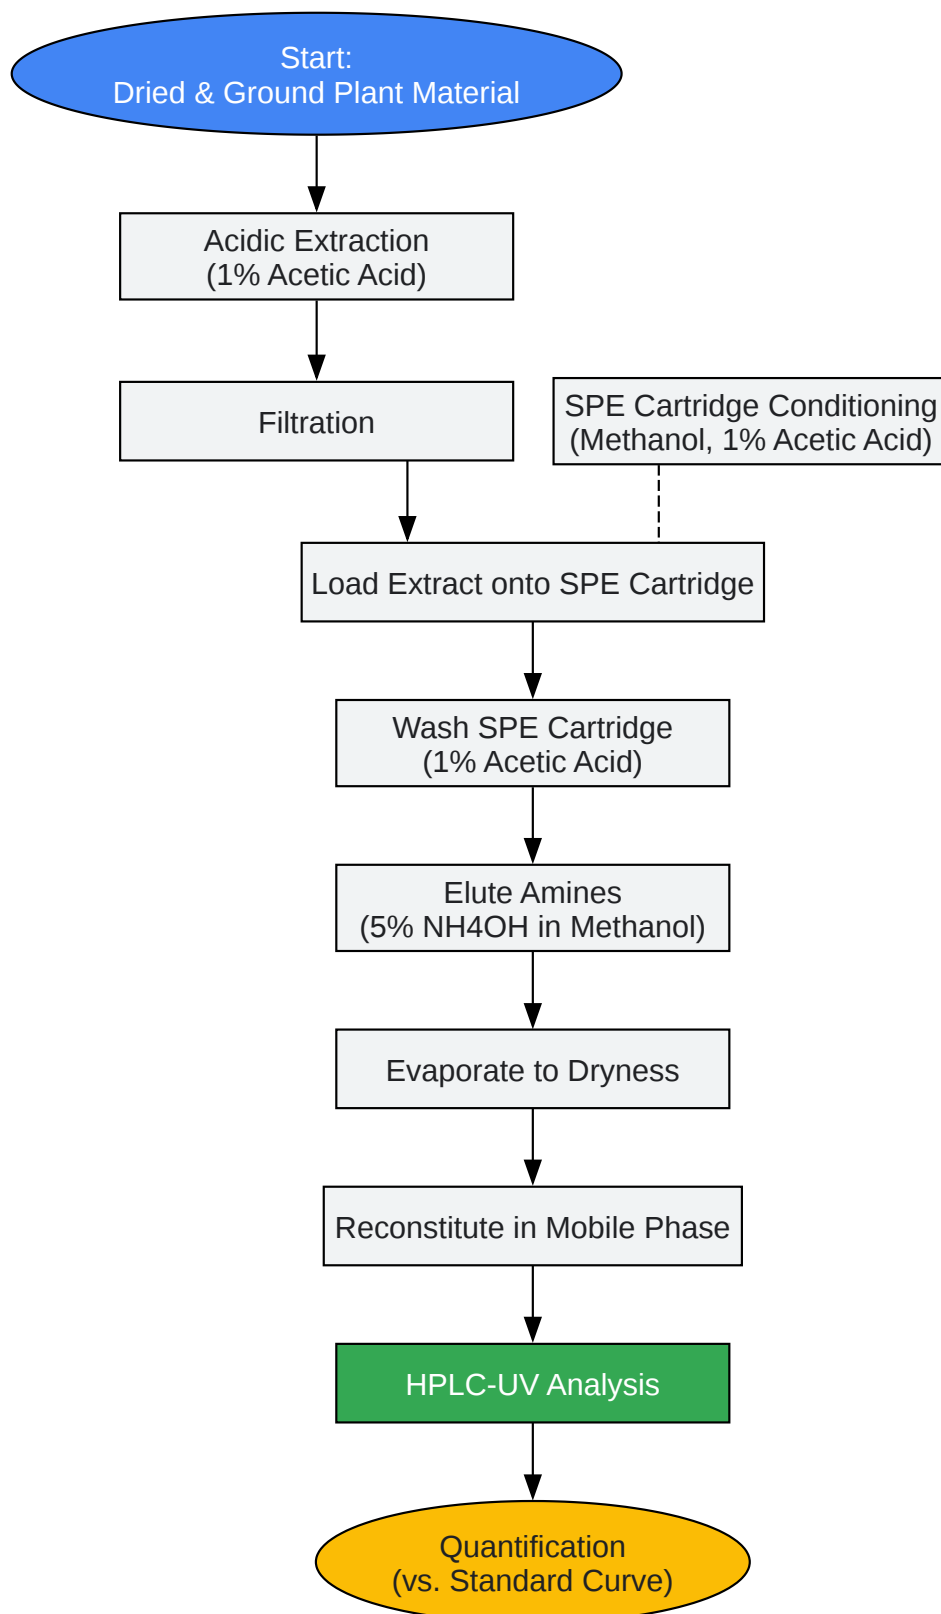 Start:
Dried & Ground Plant Material
Acidic Extraction
(1% Acetic Acid)
Filtration
SPE Cartridge Conditioning
(Methanol, 1% Acetic Acid)
Load Extract onto SPE Cartridge
Wash SPE Cartridge
(1% Acetic Acid)
Elute Amines
(5% NH4OH in Methanol)
Evaporate to Dryness
Reconstitute in Mobile Phase
HPLC-UV Analysis
Quantification
(vs. Standard Curve)